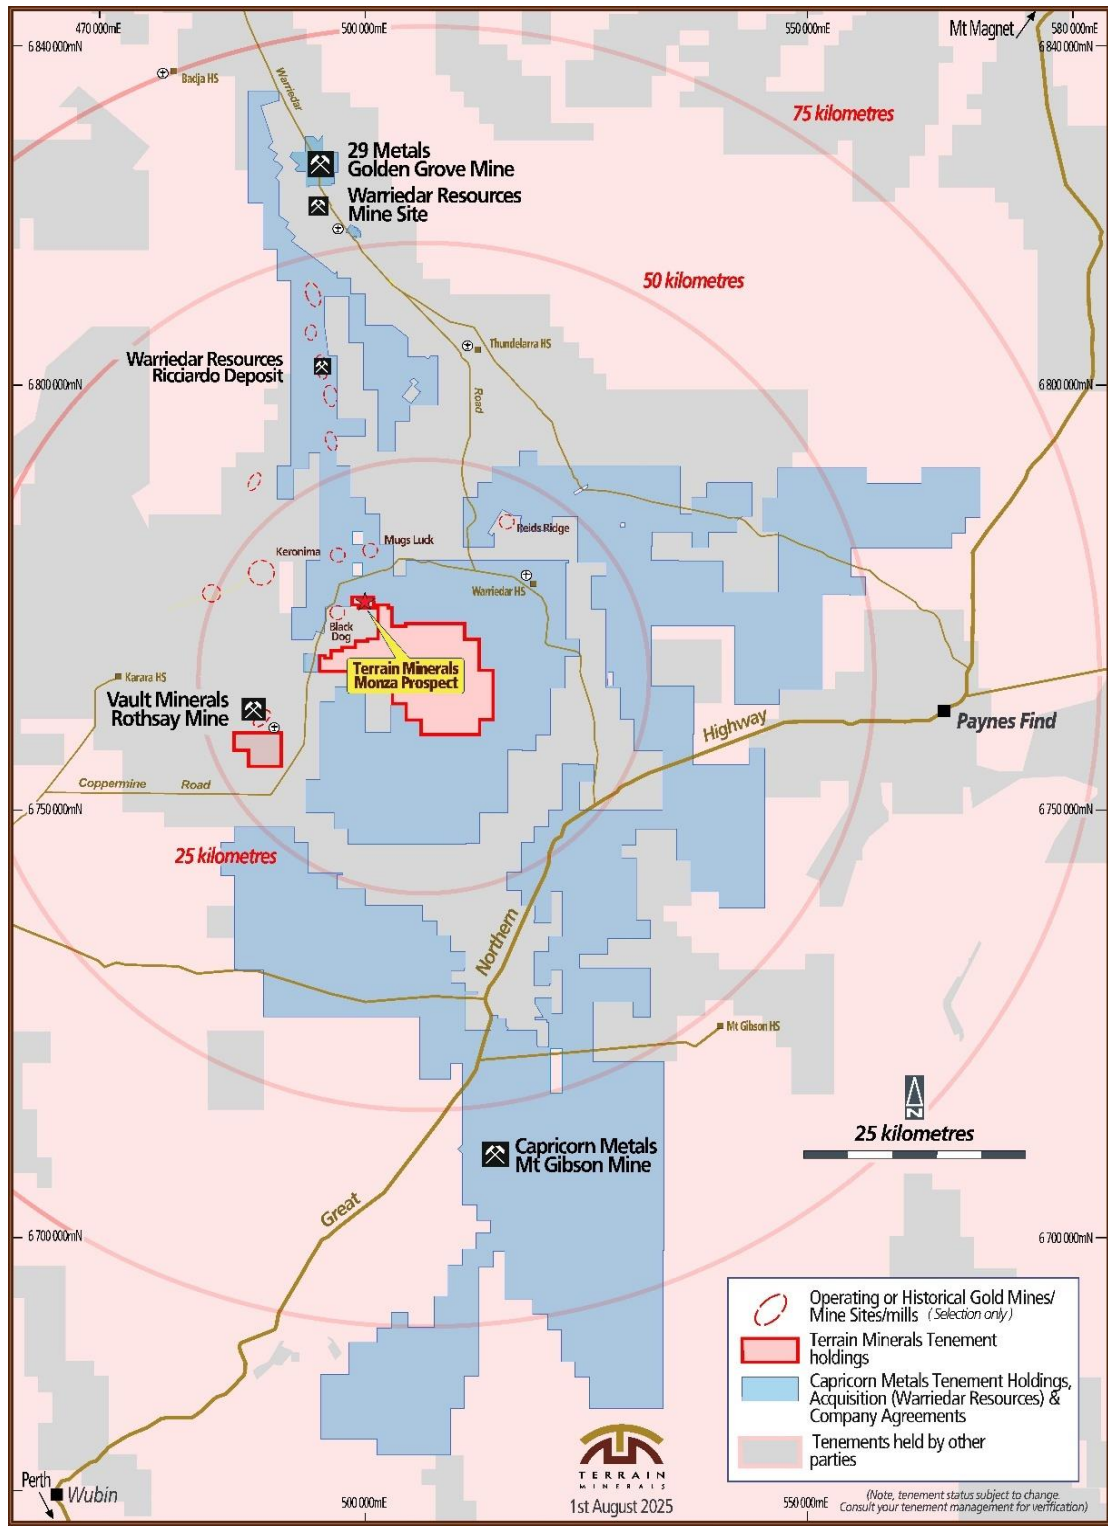 470 000mE
500 000mE
550 000mE
Mt Magnet
580 000mE
6 840 000mN
6 840 000mN
Badja HS
Warriedar
75 kilometres
29 Metals
Golden Grove Mine
Warriedar Resources
Mine Site
50 kilometres
Thundelarra HS
Warriedar Resources
Ricciardo Deposit
6 800 000mN
6 800 000mN
Road
Reids Ridge
Mugs Luck
Keronima
Warriedar HS
Black
Dog
Terrain Minerals
Monza Prospect
Karara HS
Vault Minerals
Rothsay Mine
Paynes Find
Highway
Coppermine Road
6 750 000mN
6 750 000mN
25 kilometres
Northern
Mt Gibson HS
N
25 kilometres
Capricorn Metals
Mt Gibson Mine
Great
6 700 000mN
6 700 000mN
Operating or Historical Gold Mines/
Mine Sites/mills (Selection only)
Terrain Minerals Tenement
holdings
Capricorn Metals Tenement Holdings,
Acquisition (Warriedar Resources) &
Company Agreements
Tenements held by other
parties
Perth
Wubin
TERRAIN
MINERALS
1st August 2025
500 000mE
550 000mE
(Note, tenement status subject to change.
Consult your tenement management for verification)